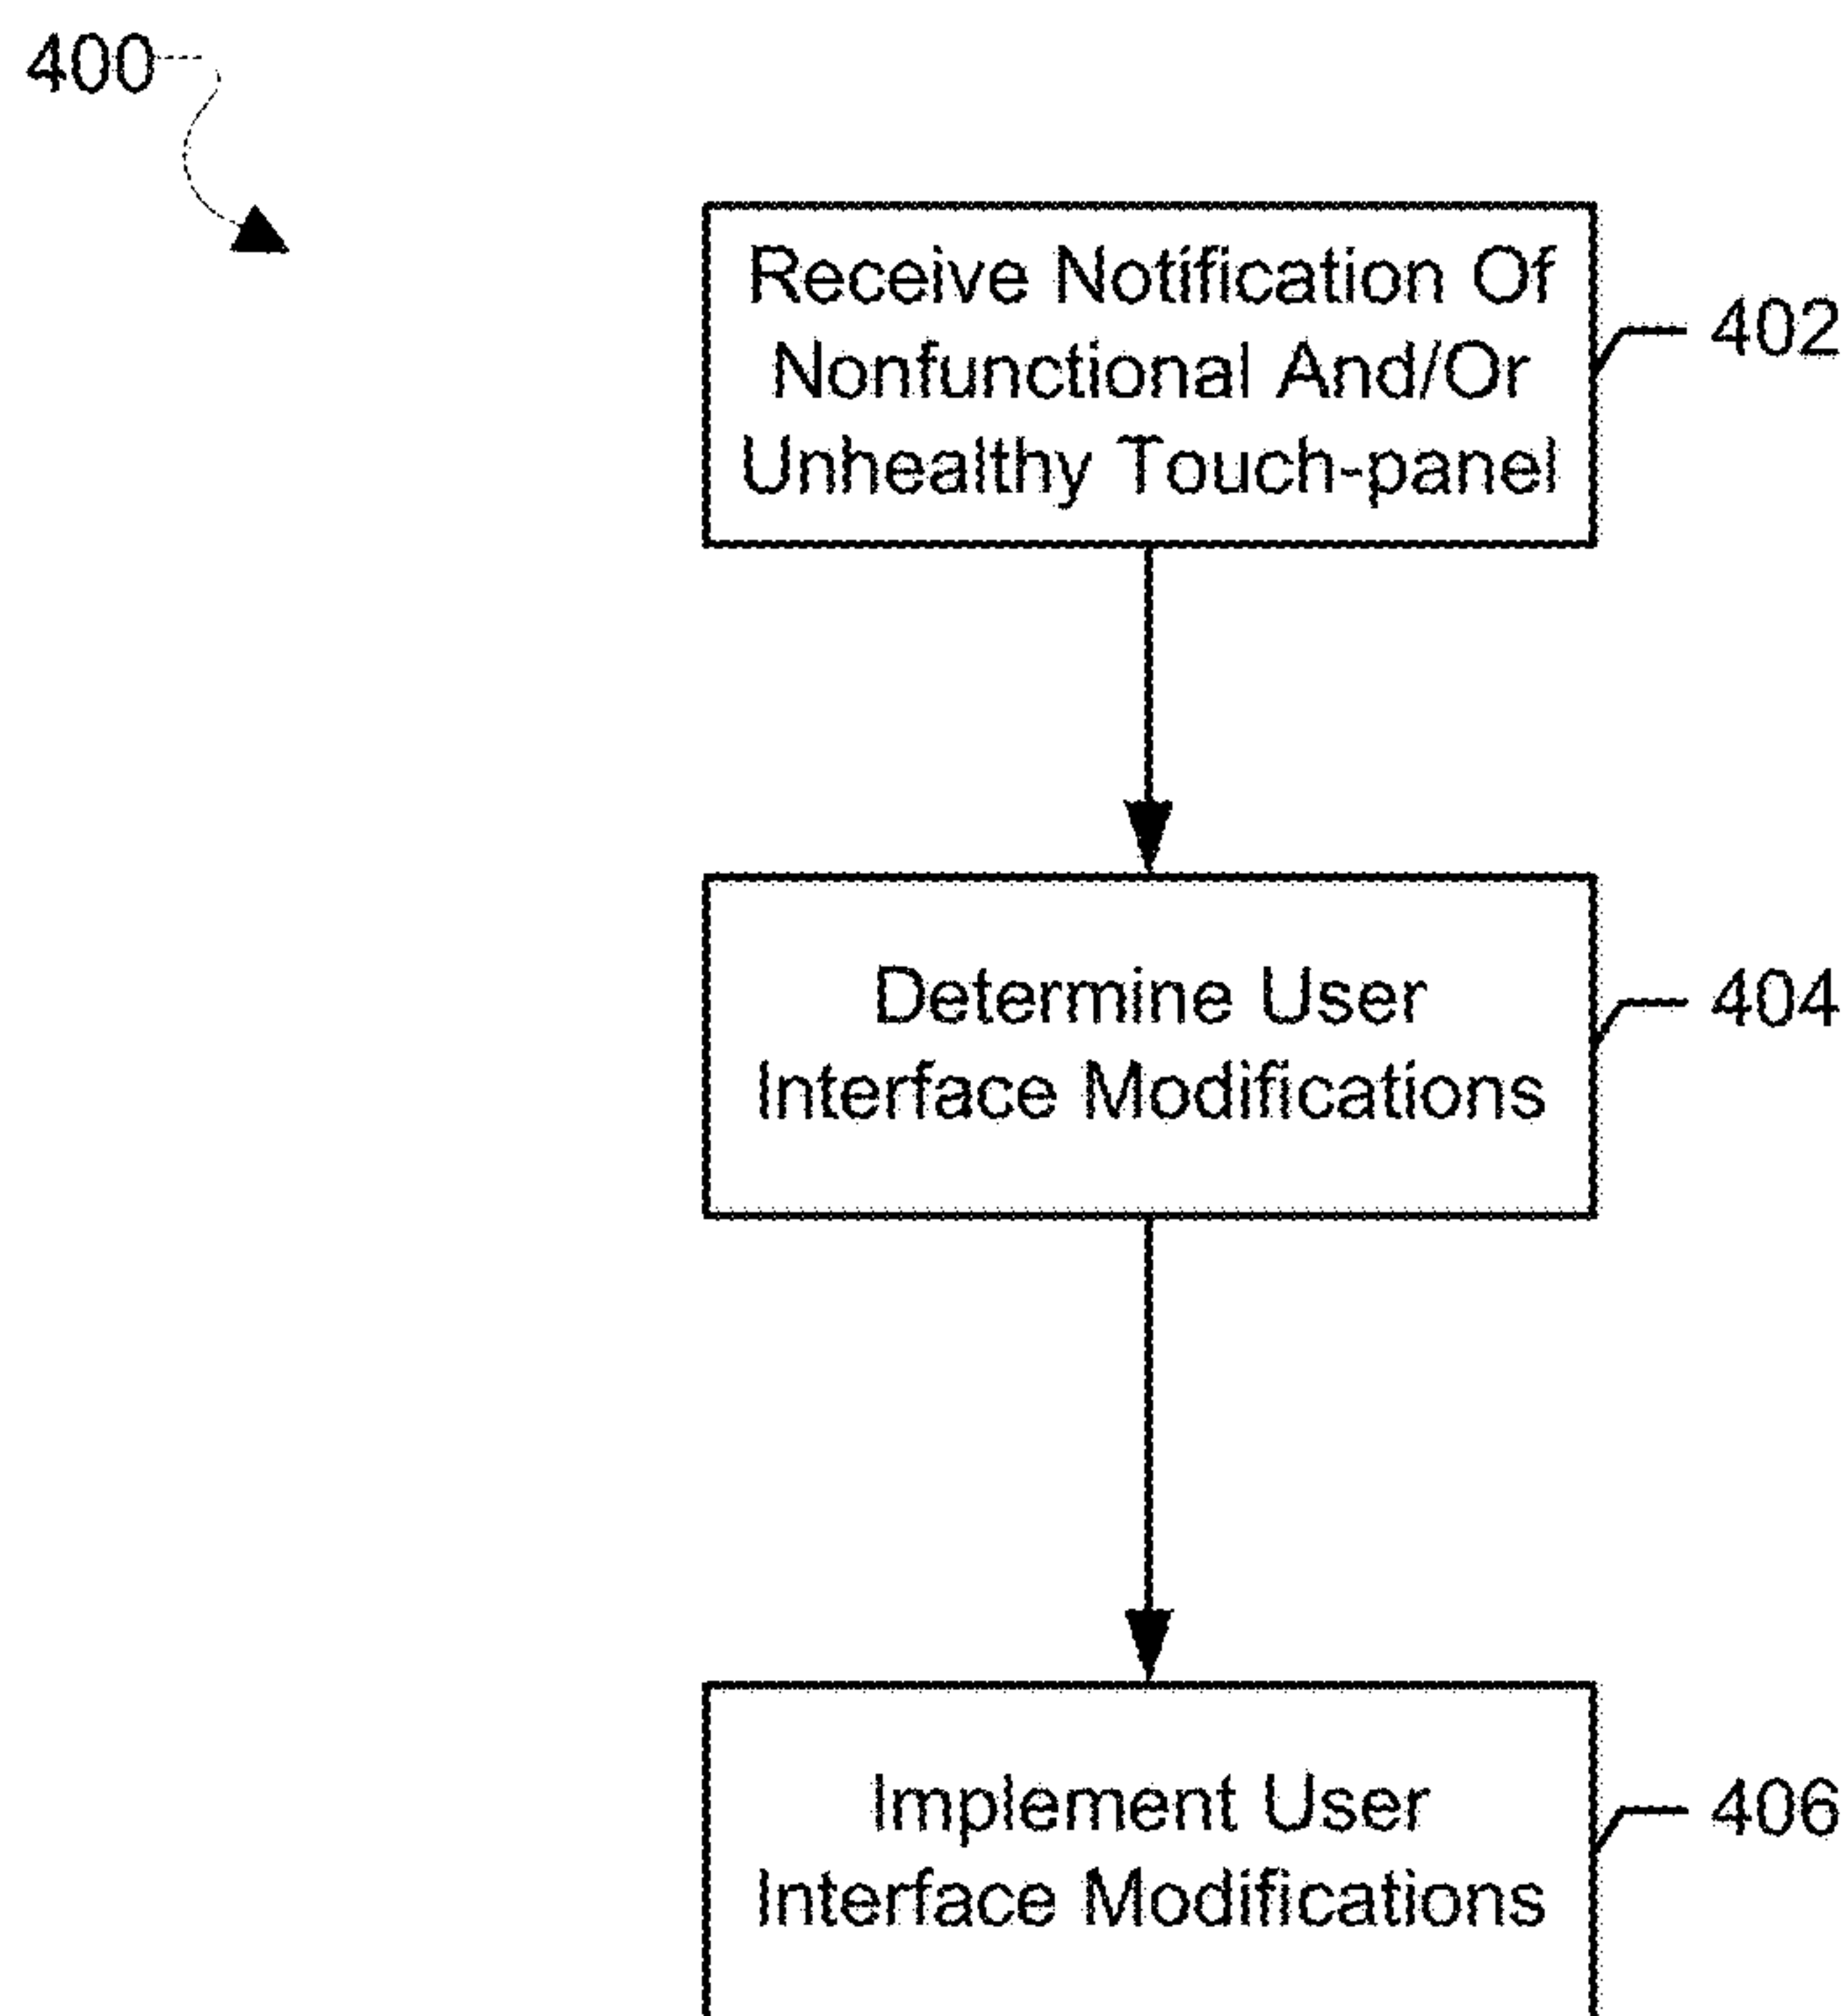 400
Receive Notification Of
Nonfunctional And/Or
Unhealthy Touch-panel
402
Determine User
Interface Modifications
404
Implement User
Interface Modifications
406